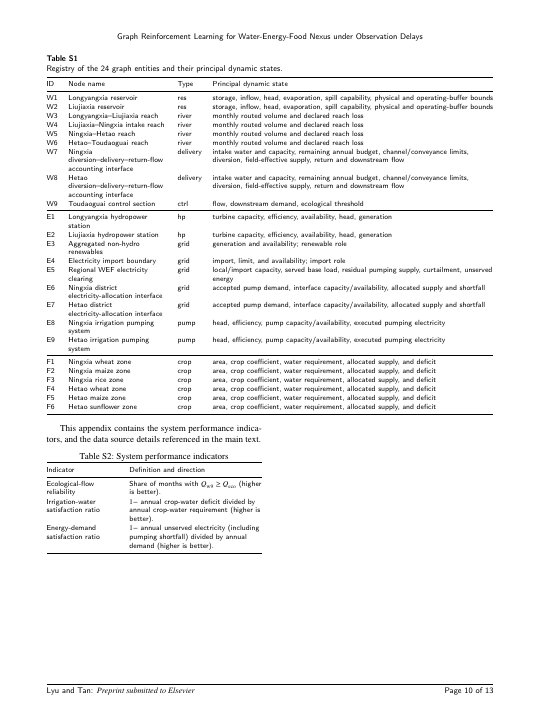 Graph Reinforcement Learning for Water-Energy-Food Nexus under Observation Delays
Table S1
Registry of the 24 graph entities and their principal dynamic states.
ID Node name Type Principal dynamic state
W1 Longyangxia reservoir res storage, inflow, head, evaporation, spill capability, physical and operating-buffer bounds
W2 Liujiaxia reservoir res storage, inflow, head, evaporation, spill capability, physical and operating-buffer bounds
W3 Longyangxia–Liujiaxia reach river monthly routed volume and declared reach loss
W4 Liujiaxia–Ningxia intake reach river monthly routed volume and declared reach loss
W5 Ningxia–Hetao reach river monthly routed volume and declared reach loss
W6 Hetao–Toudaoguai reach river monthly routed volume and declared reach loss
W7 Ningxia delivery intake water and capacity, remaining annual budget, channel/conveyance limits,
diversion–delivery–return-flow diversion, field-effective supply, return and downstream flow
accounting interface
W8 Hetao delivery intake water and capacity, remaining annual budget, channel/conveyance limits,
diversion–delivery–return-flow diversion, field-effective supply, return and downstream flow
accounting interface
W9 Toudaoguai control section ctrl flow, downstream demand, ecological threshold
E1 Longyangxia hydropower hp turbine capacity, efficiency, availability, head, generation
station
E2 Liujiaxia hydropower station hp turbine capacity, efficiency, availability, head, generation
E3 Aggregated non-hydro grid generation and availability; renewable role
renewables
E4 Electricity import boundary grid import, limit, and availability; import role
E5 Regional WEF electricity grid local/import capacity, served base load, residual pumping supply, curtailment, unserved
clearing energy
E6 Ningxia district grid accepted pump demand, interface capacity/availability, allocated supply and shortfall
electricity-allocation interface
E7 Hetao district grid accepted pump demand, interface capacity/availability, allocated supply and shortfall
electricity-allocation interface
E8 Ningxia irrigation pumping pump head, efficiency, pump capacity/availability, executed pumping electricity
system
E9 Hetao irrigation pumping pump head, efficiency, pump capacity/availability, executed pumping electricity
system
F1 Ningxia wheat zone crop area, crop coefficient, water requirement, allocated supply, and deficit
F2 Ningxia maize zone crop area, crop coefficient, water requirement, allocated supply, and deficit
F3 Ningxia rice zone crop area, crop coefficient, water requirement, allocated supply, and deficit
F4 Hetao wheat zone crop area, crop coefficient, water requirement, allocated supply, and deficit
F5 Hetao maize zone crop area, crop coefficient, water requirement, allocated supply, and deficit
F6 Hetao sunflower zone crop area, crop coefficient, water requirement, allocated supply, and deficit
This appendix contains the system performance indica-
tors, and the data source details referenced in the main text.
Table S2: System performance indicators
Indicator Definition and direction
Ecological-flow Share of months with ≥ (higher
reliability is better).
Irrigation-water 1− annual crop-water deficit divided by
satisfaction ratio annual crop-water requirement (higher is
better).
Energy-demand 1− annual unserved electricity (including
satisfaction ratio pumping shortfall) divided by annual
demand (higher is better).
Lyu and Tan: Preprint submitted to Elsevier Page 10 of 13